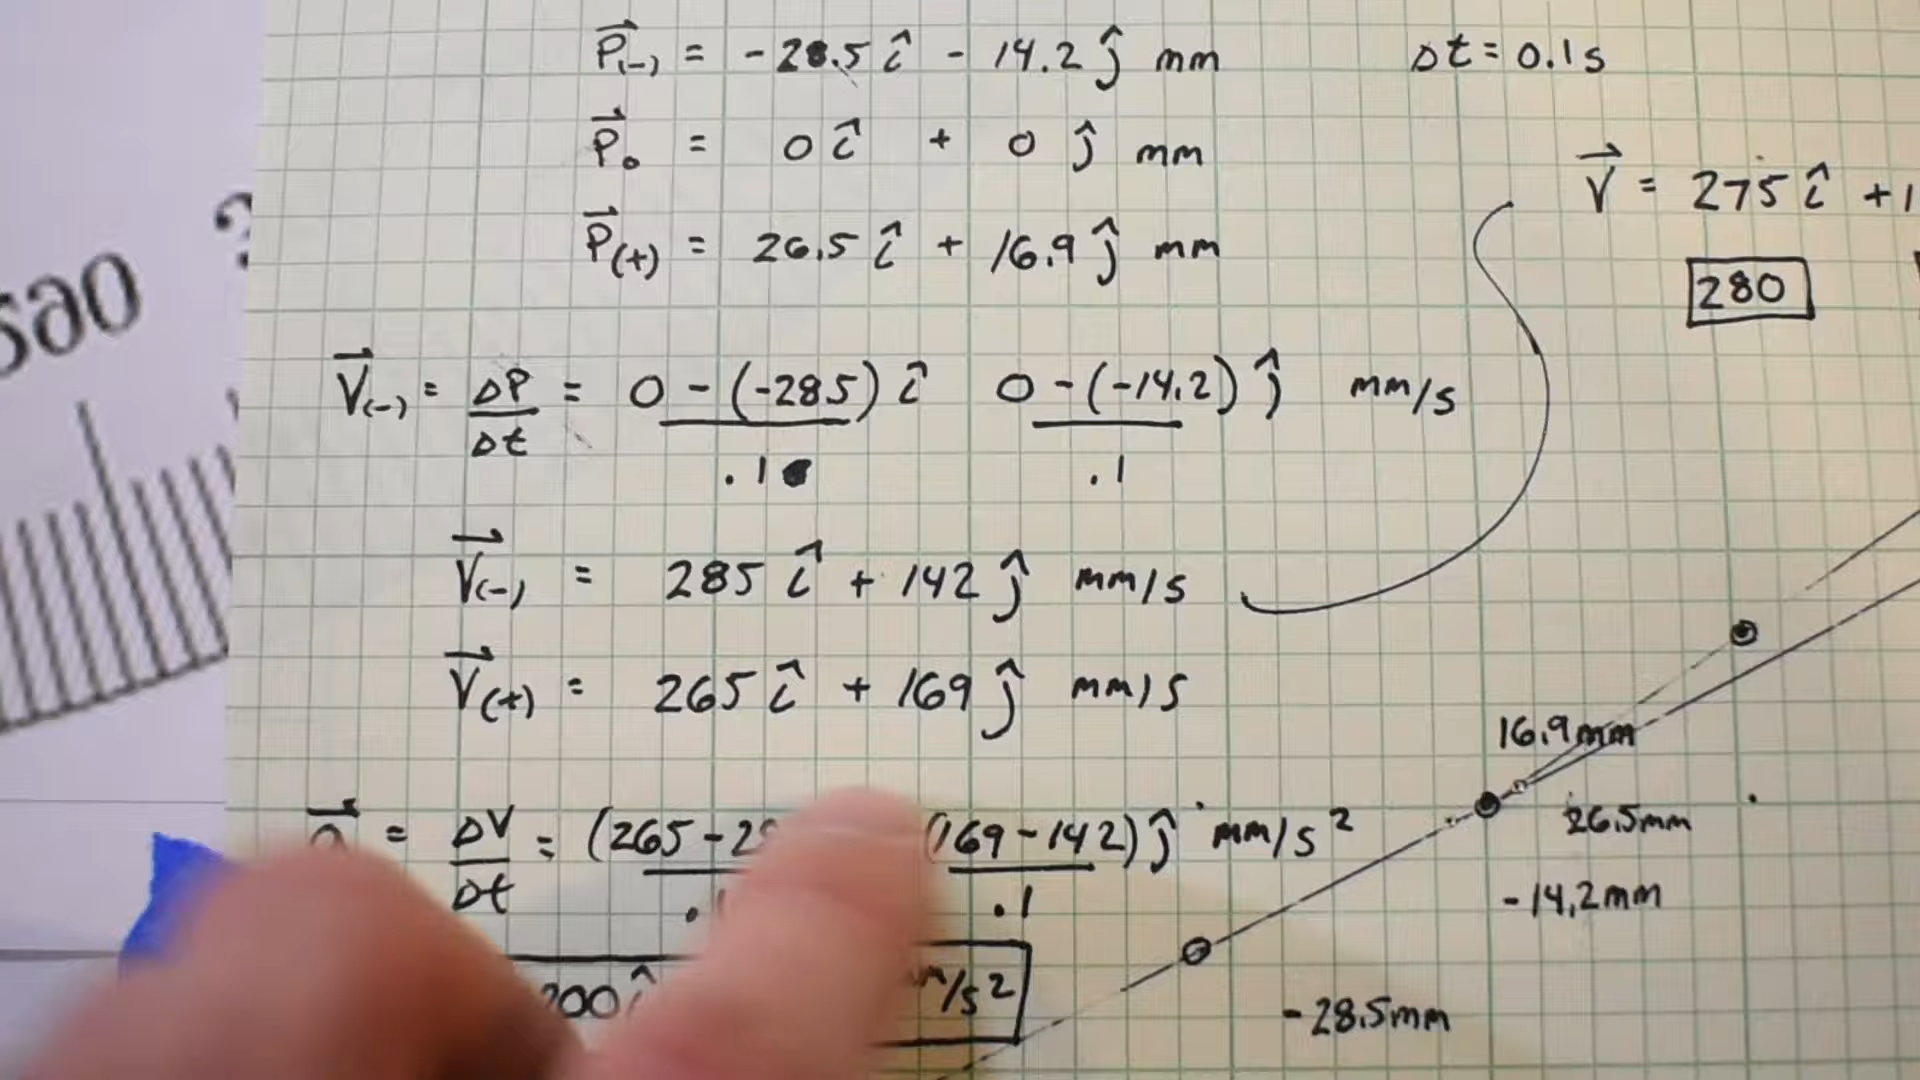 P(-) = -28.5 î - 14.2 ĵ mm
Δt = 0.1s
P₀ = 0 î + 0 ĵ mm
P(+) = 26.5 î + 16.9 ĵ mm
V = 275 î + 1
280
V(-) = ΔP/Δt = 0 - (-285) î / .1 0 - (-14.2) ĵ / .1 mm/s
V(-) = 285 î + 142 ĵ mm/s
V(+) = 265 î + 169 ĵ mm/s
= ΔV/Δt = (265 - 2 / .1 (169 - 142) ĵ / .1 mm/s²
200 î m/s²
16.9mm
26.5mm
-14.2mm
-28.5mm